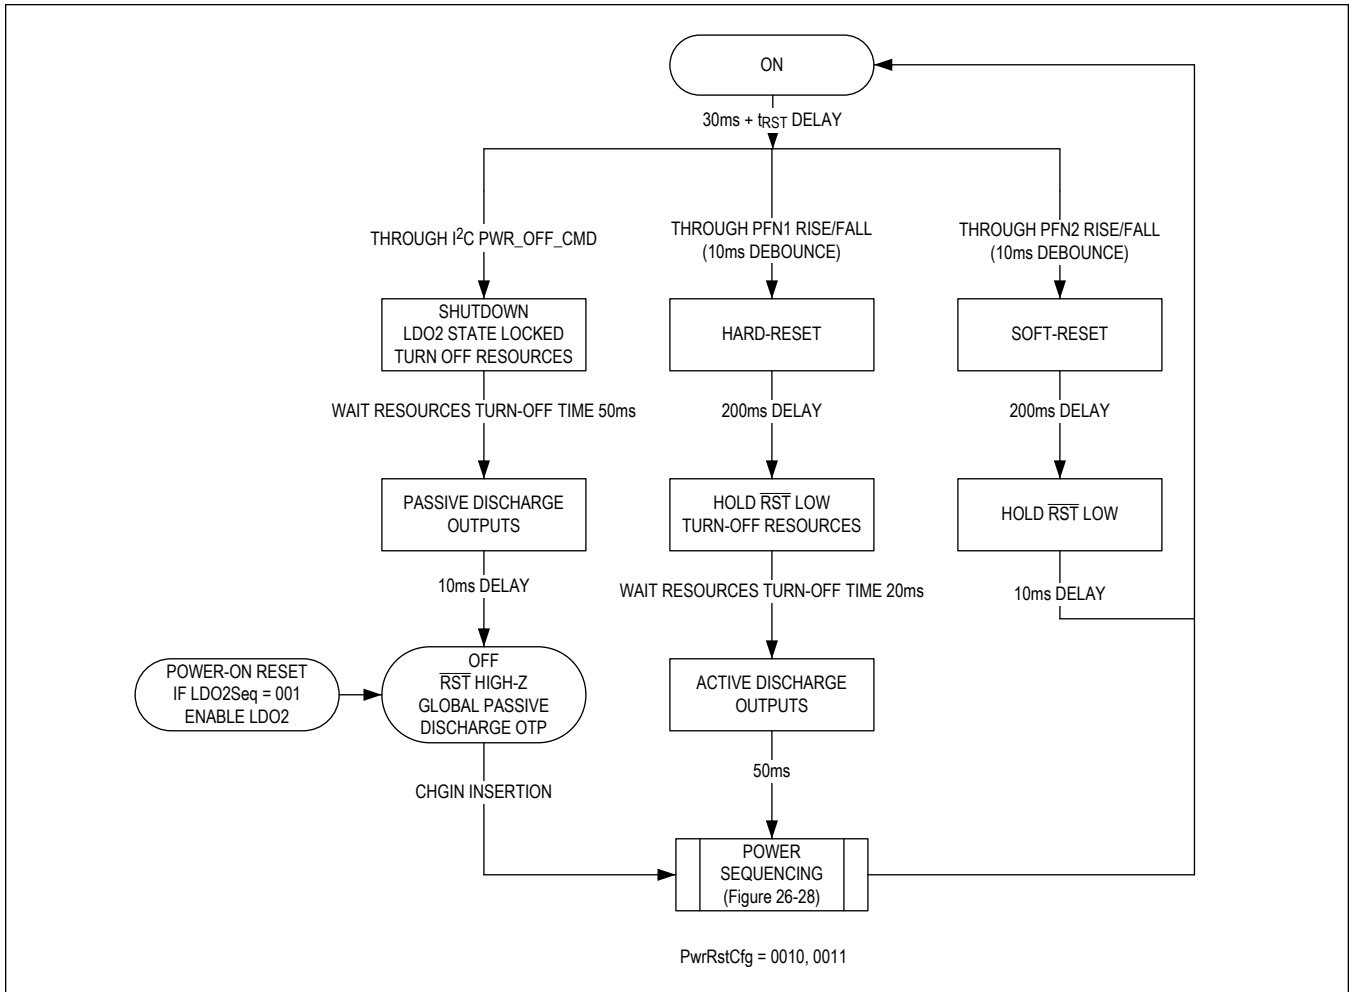 ON
30ms + tRST DELAY
THROUGH I2C PWR_OFF_CMD
THROUGH PFN1 RISE/FALL
(10ms DEBOUNCE)
THROUGH PFN2 RISE/FALL
(10ms DEBOUNCE)
SHUTDOWN
LDO2 STATE LOCKED
TURN OFF RESOURCES
HARD-RESET
SOFT-RESET
WAIT RESOURCES TURN-OFF TIME 50ms
200ms DELAY
200ms DELAY
PASSIVE DISCHARGE
OUTPUTS
HOLD R̅S̅T̅ LOW
TURN-OFF RESOURCES
HOLD R̅S̅T̅ LOW
10ms DELAY
WAIT RESOURCES TURN-OFF TIME 20ms
10ms DELAY
POWER-ON RESET
IF LDO2Seq = 001
ENABLE LDO2
OFF
R̅S̅T̅ HIGH-Z
GLOBAL PASSIVE
DISCHARGE OTP
ACTIVE DISCHARGE
OUTPUTS
50ms
CHGIN INSERTION
POWER
SEQUENCING
(Figure 26-28)
PwrRstCfg = 0010, 0011